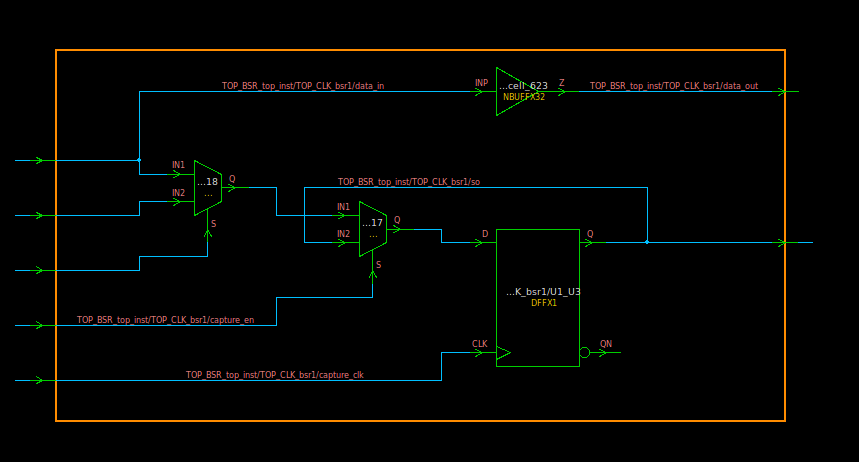 TOP_BSR_top_inst/TOP_CLK_bsr1/data_in
INP
...cell_623
NBUFFX32
Z
TOP_BSR_top_inst/TOP_CLK_bsr1/data_out
IN1
...18
...
Q
IN2
S
TOP_BSR_top_inst/TOP_CLK_bsr1/so
IN1
...17
...
Q
IN2
S
D
Q
...K_bsr1/U1_U3
DFFX1
TOP_BSR_top_inst/TOP_CLK_bsr1/capture_en
CLK
QN
TOP_BSR_top_inst/TOP_CLK_bsr1/capture_clk